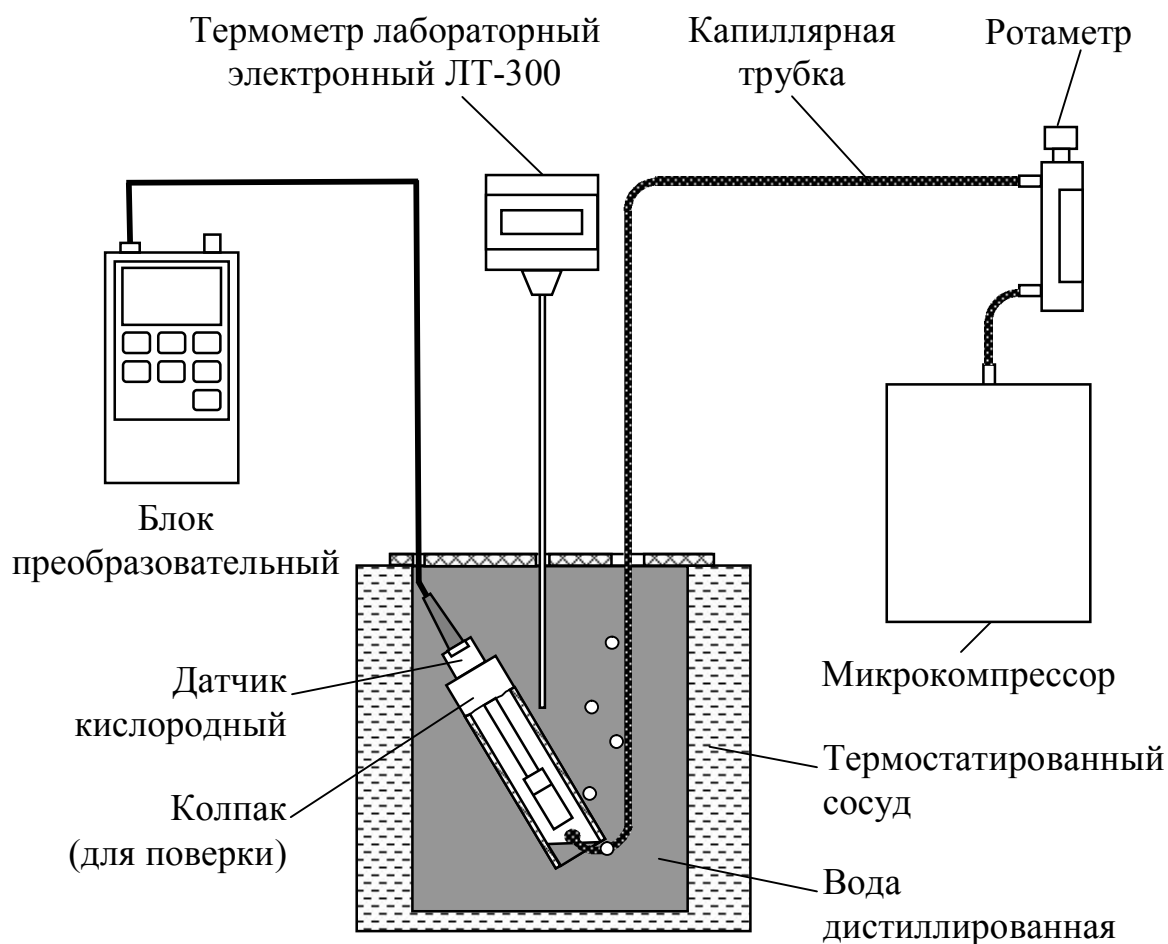 Термометр лабораторный
электронный ЛТ-300
Капиллярная
трубка
Ротаметр
Блок
преобразовательный
Датчик
кислородный
Колпак
(для поверки)
Микрокомпрессор
Термостатированный
сосуд
Вода
дистиллированная